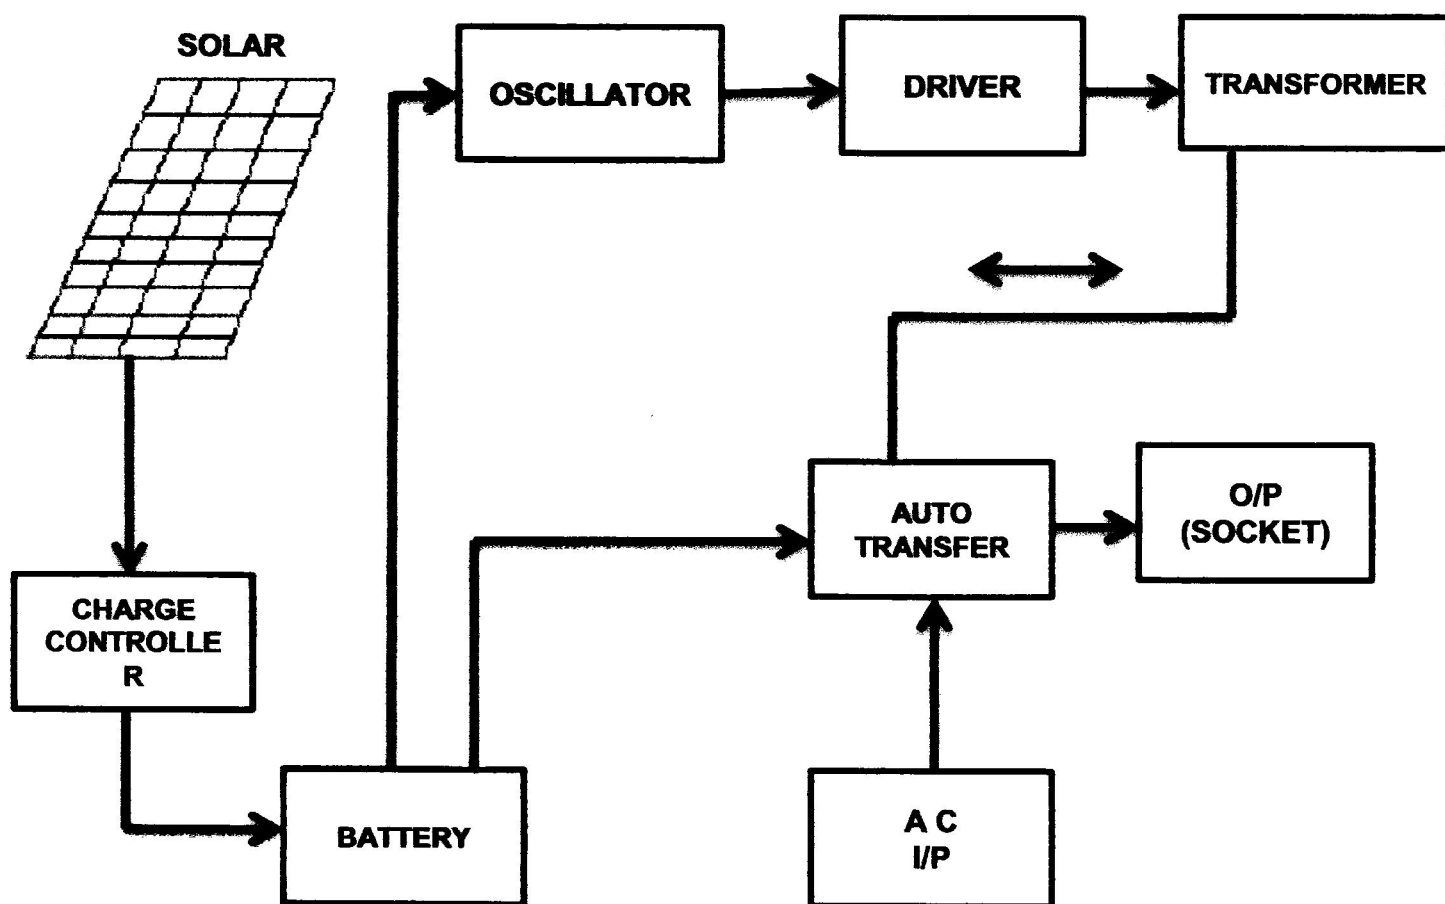 SOLAR
OSCILLATOR
DRIVER
TRANSFORMER
AUTO
TRANSFER
O/P
(SOCKET)
CHARGE
CONTROLLE
R
BATTERY
A C
I/P